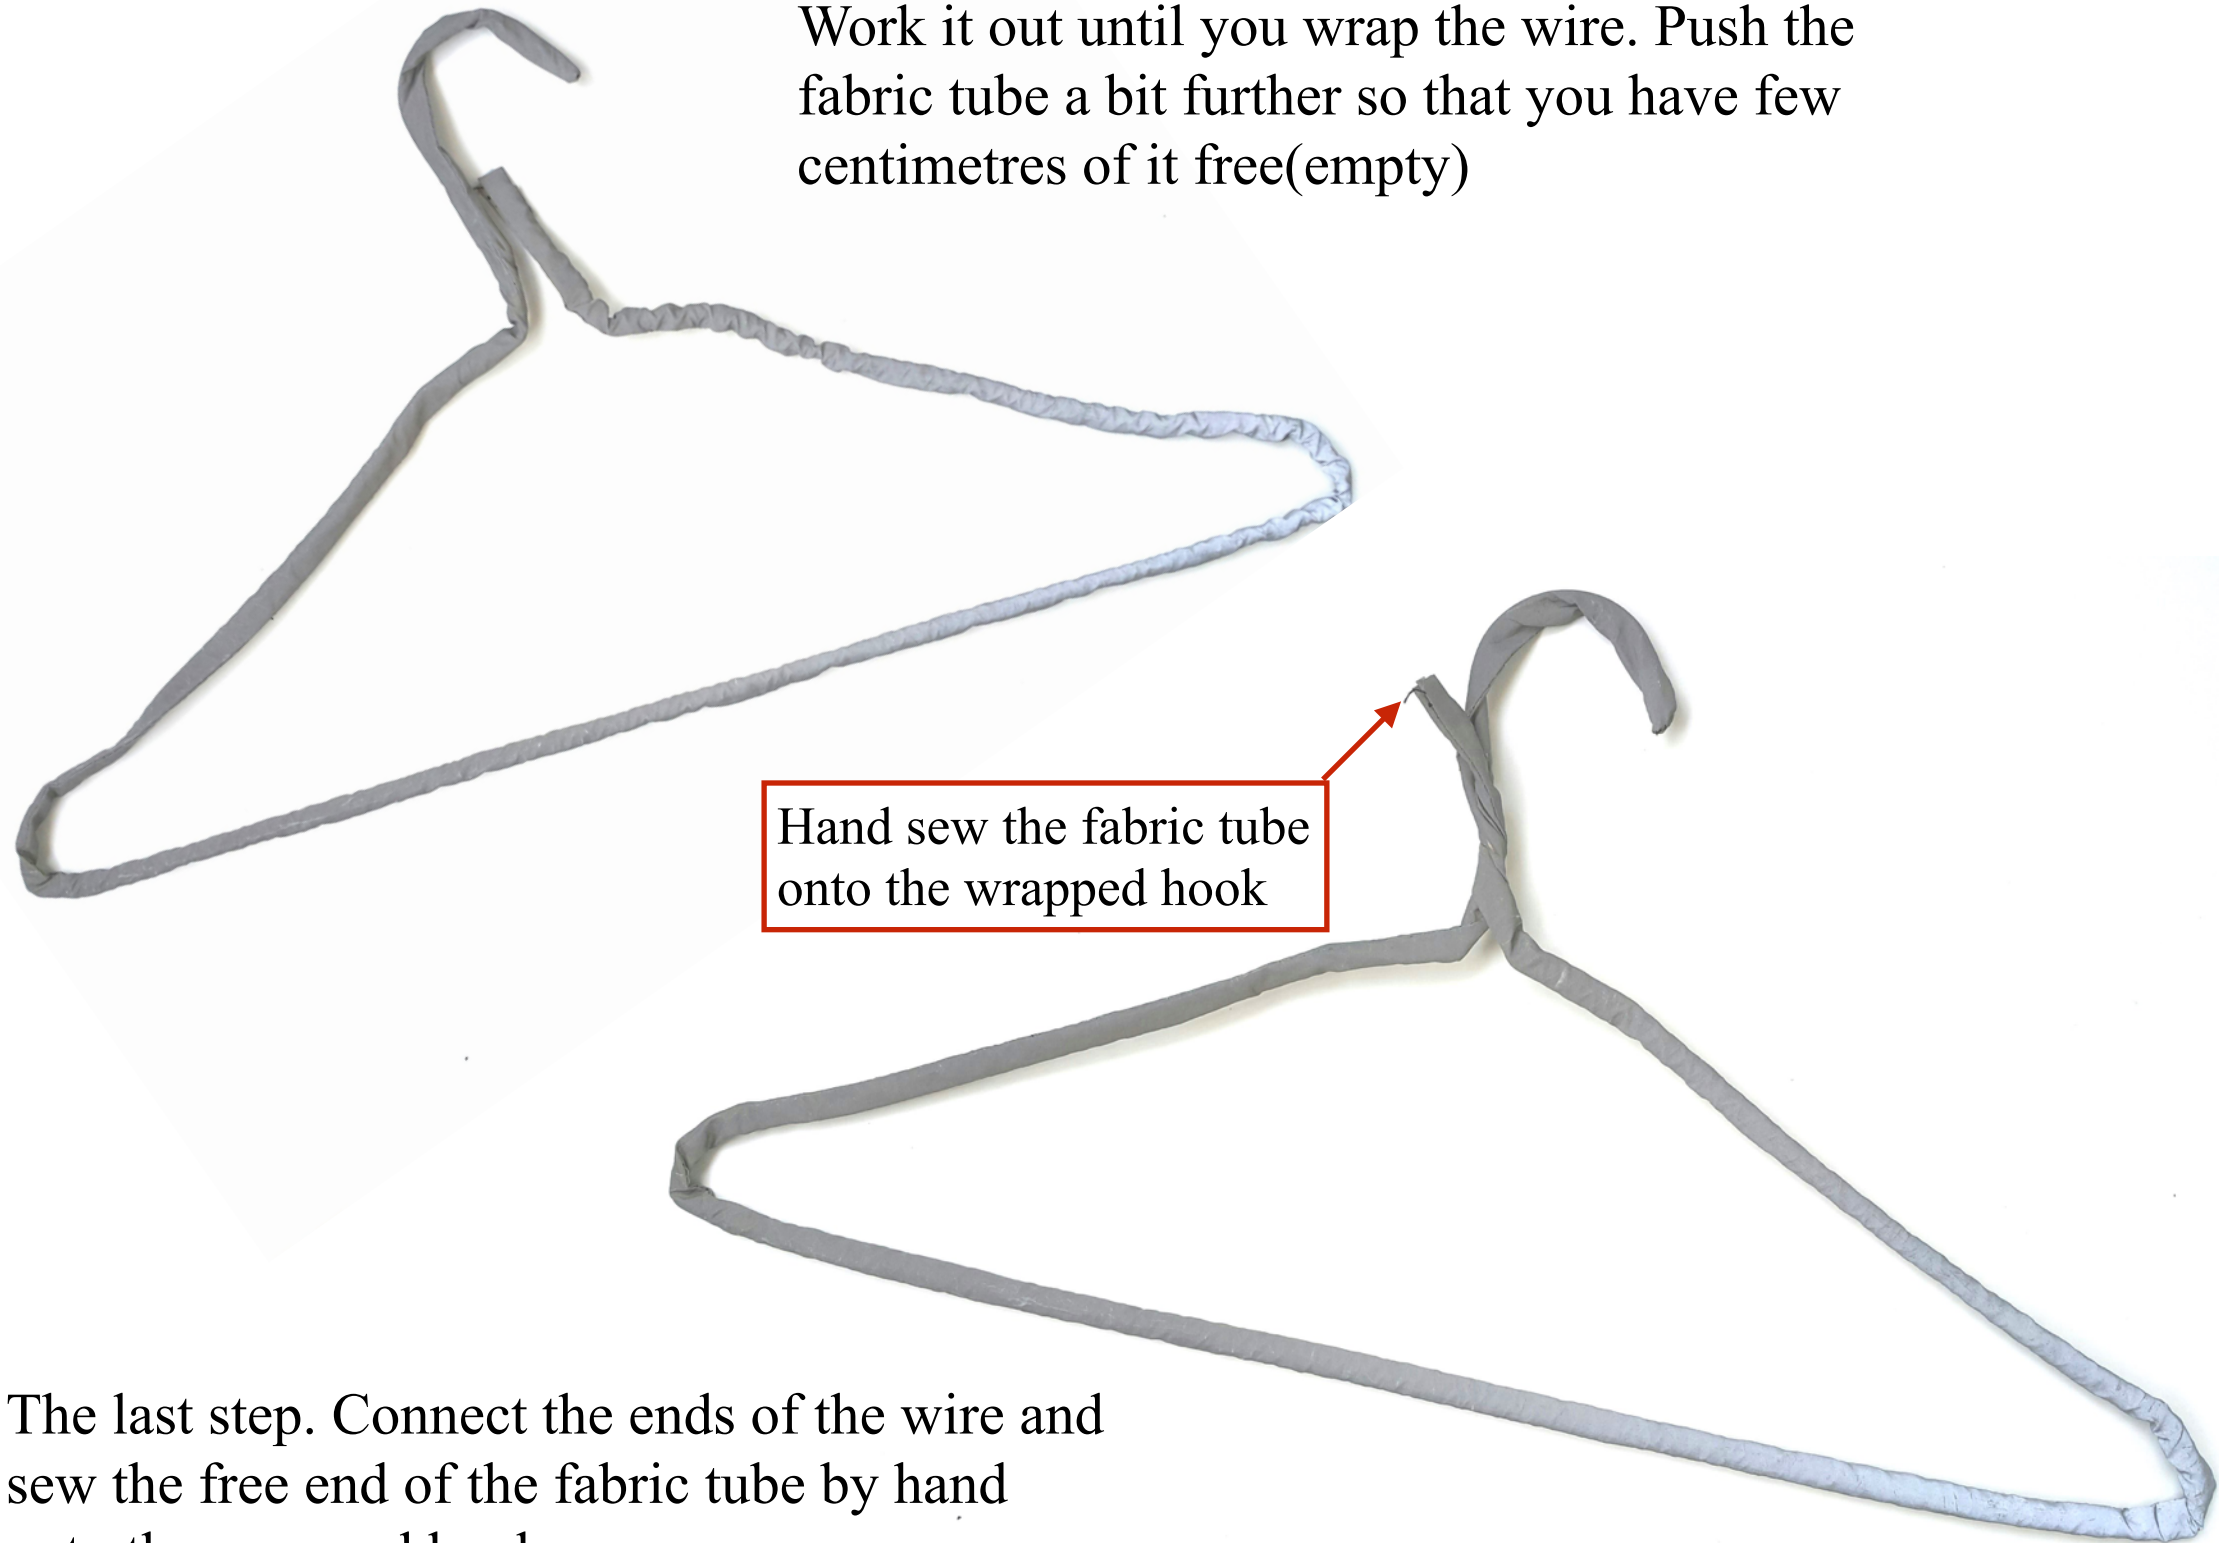 Work it out until you wrap the wire. Push the
fabric tube a bit further so that you have few
centimetres of it free(empty)
Hand sew the fabric tube
onto the wrapped hook
The last step. Connect the ends of the wire and
sew the free end of the fabric tube by hand